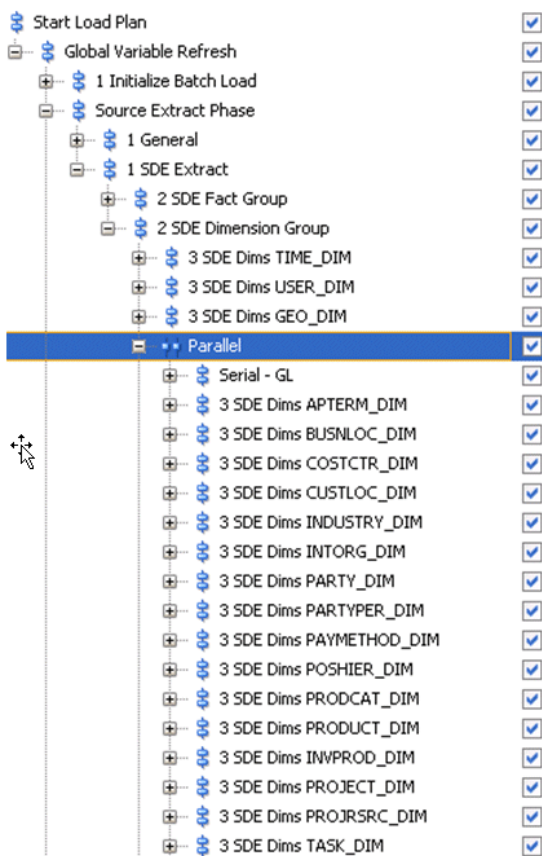 Start Load Plan
Global Variable Refresh
1 Initialize Batch Load
Source Extract Phase
1 General
1 SDE Extract
2 SDE Fact Group
2 SDE Dimension Group
3 SDE Dims TIME_DIM
3 SDE Dims USER_DIM
3 SDE Dims GEO_DIM
Parallel
Serial - GL
3 SDE Dims APTERM_DIM
3 SDE Dims BUSNLOC_DIM
3 SDE Dims COSTCTR_DIM
3 SDE Dims CUSTLOC_DIM
3 SDE Dims INDUSTRY_DIM
3 SDE Dims INTORG_DIM
3 SDE Dims PARTY_DIM
3 SDE Dims PARTYPER_DIM
3 SDE Dims PAYMETHOD_DIM
3 SDE Dims POSHIER_DIM
3 SDE Dims PRODCAT_DIM
3 SDE Dims PRODUCT_DIM
3 SDE Dims INVPROD_DIM
3 SDE Dims PROJECT_DIM
3 SDE Dims PROJRSRC_DIM
3 SDE Dims TASK_DIM